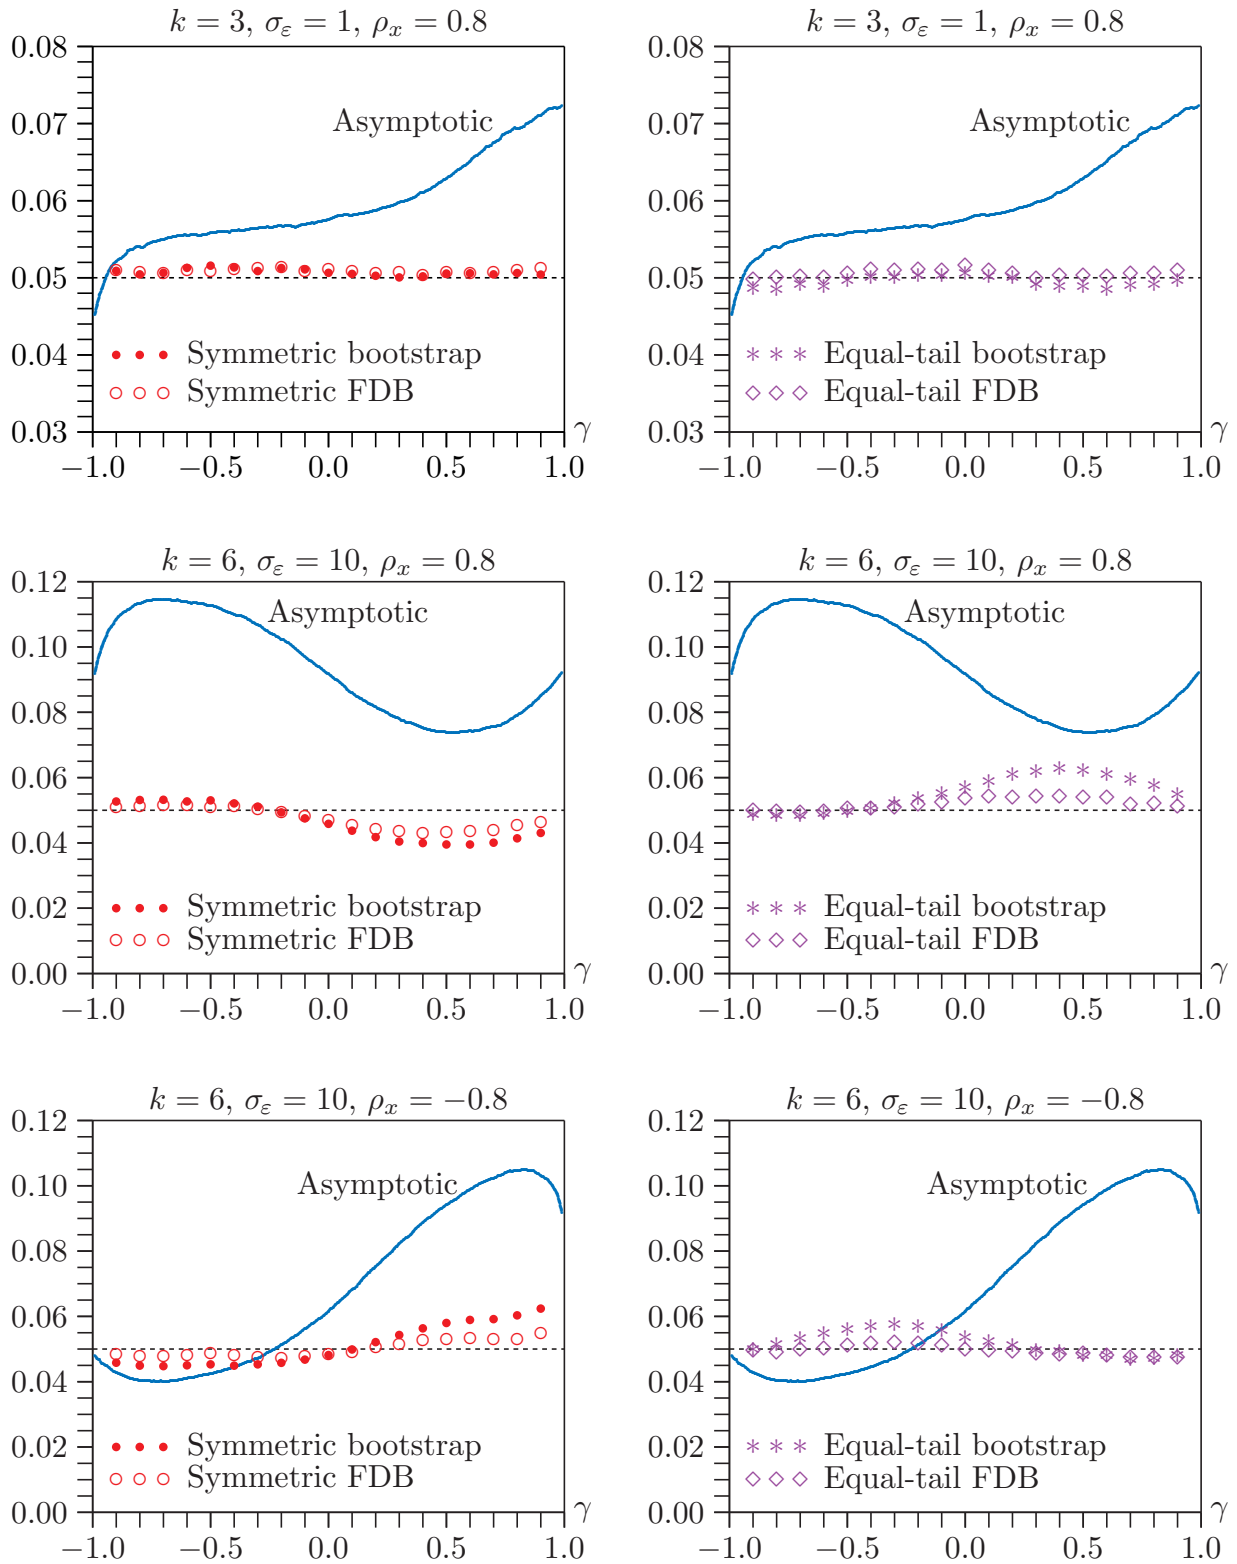 k = 3, σ_ε = 1, ρ_x = 0.8
0.08
0.07
0.06
0.05
0.04
0.03
Asymptotic
Symmetric bootstrap
Symmetric FDB
γ
−1.0 −0.5 0.0 0.5 1.0
k = 3, σ_ε = 1, ρ_x = 0.8
0.08
0.07
0.06
0.05
0.04
0.03
Asymptotic
Equal-tail bootstrap
Equal-tail FDB
γ
−1.0 −0.5 0.0 0.5 1.0
k = 6, σ_ε = 10, ρ_x = 0.8
0.12
0.10
0.08
0.06
0.04
0.02
0.00
Asymptotic
Symmetric bootstrap
Symmetric FDB
γ
−1.0 −0.5 0.0 0.5 1.0
k = 6, σ_ε = 10, ρ_x = 0.8
0.12
0.10
0.08
0.06
0.04
0.02
0.00
Asymptotic
Equal-tail bootstrap
Equal-tail FDB
γ
−1.0 −0.5 0.0 0.5 1.0
k = 6, σ_ε = 10, ρ_x = −0.8
0.12
0.10
0.08
0.06
0.04
0.02
0.00
Asymptotic
Symmetric bootstrap
Symmetric FDB
γ
−1.0 −0.5 0.0 0.5 1.0
k = 6, σ_ε = 10, ρ_x = −0.8
0.12
0.10
0.08
0.06
0.04
0.02
0.00
Asymptotic
Equal-tail bootstrap
Equal-tail FDB
γ
−1.0 −0.5 0.0 0.5 1.0